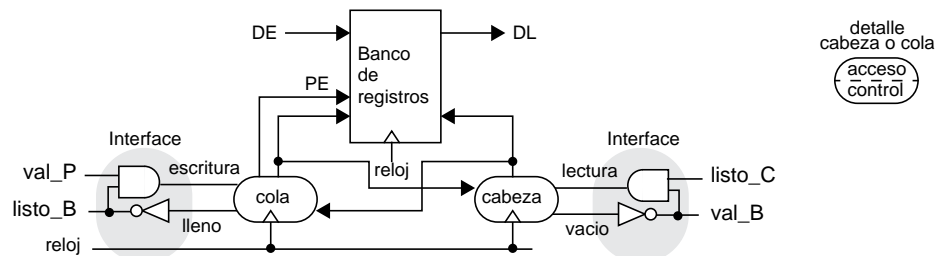 DE
Banco
de
registros
DL
PE
reloj
detalle
cabeza o cola
acceso
control
Interface
val_P
escritura
listo_B
lleno
cola
reloj
Interface
lectura
listo_C
cabeza
vacio
val_B